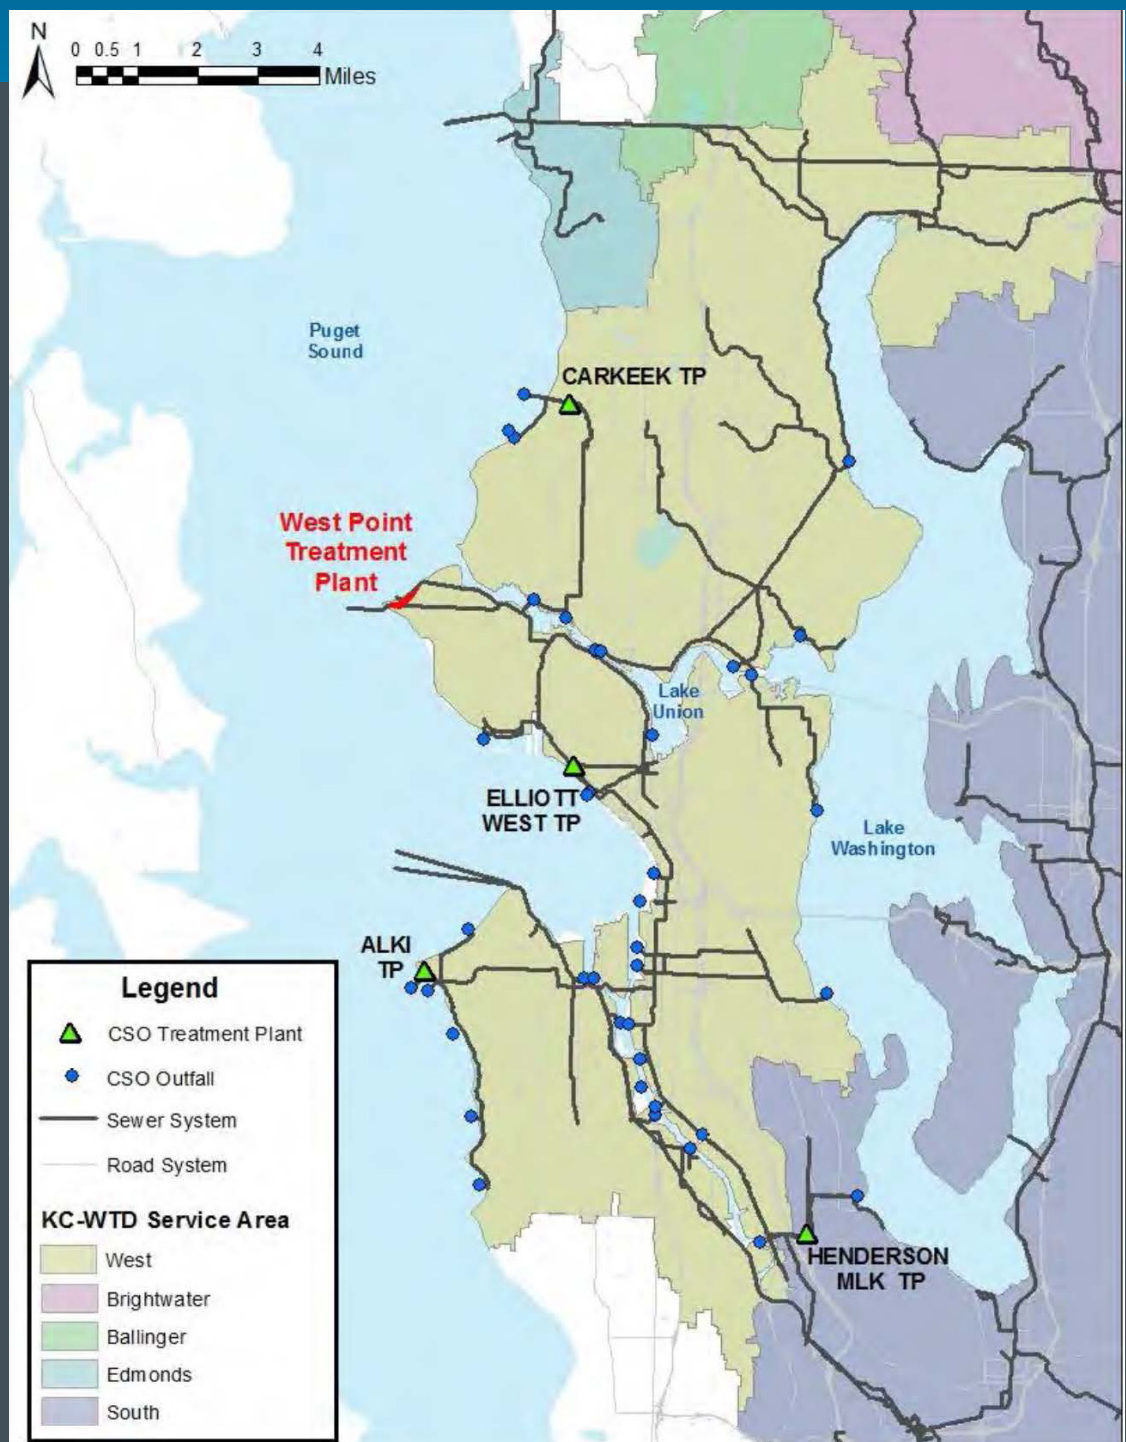 N
0 0.5 1 2 3 4
Miles
Puget
Sound
CARKEEK TP
West Point
Treatment
Plant
Lake
Union
ELLIOTT
WEST TP
Lake
Washington
ALKI
TP
HENDERSON
MLK TP
Legend
CSO Treatment Plant
CSO Outfall
Sewer System
Road System
KC-WTD Service Area
West
Brightwater
Ballinger
Edmonds
South